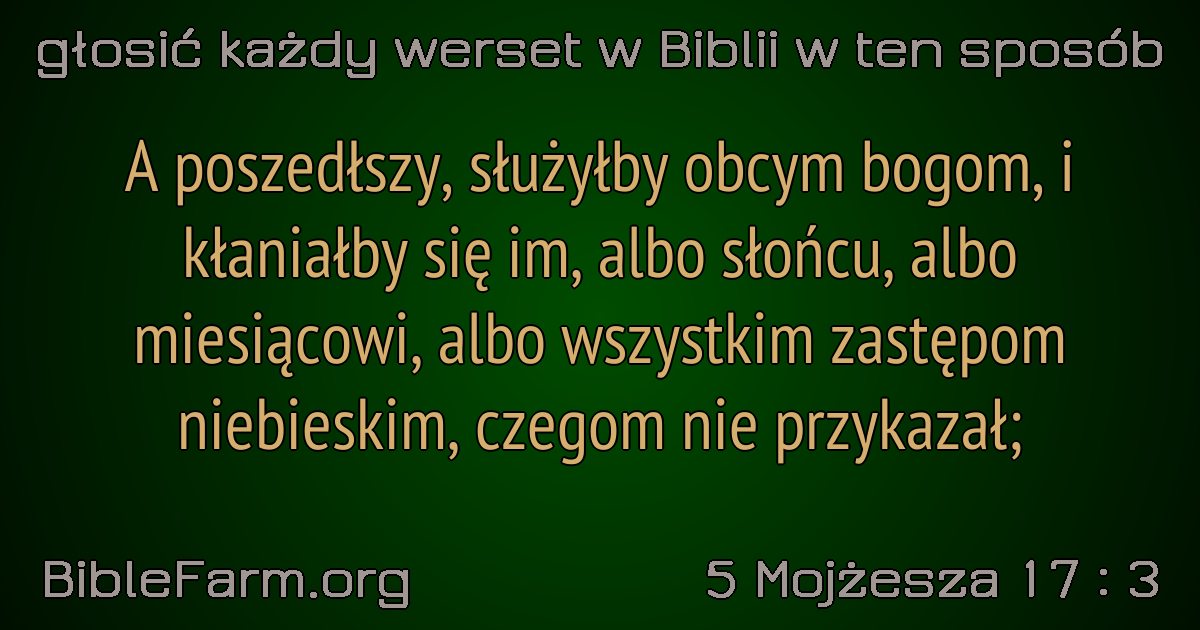 głosić każdy werset w Biblii w ten sposób
A poszedłszy, służyłby obcym bogom, i
kłaniałby się im, albo słońcu, albo
miesiącowi, albo wszystkim zastępom
niebieskim, czegom nie przykazał;
BibleFarm.org
5 Mojżesza 17 : 3